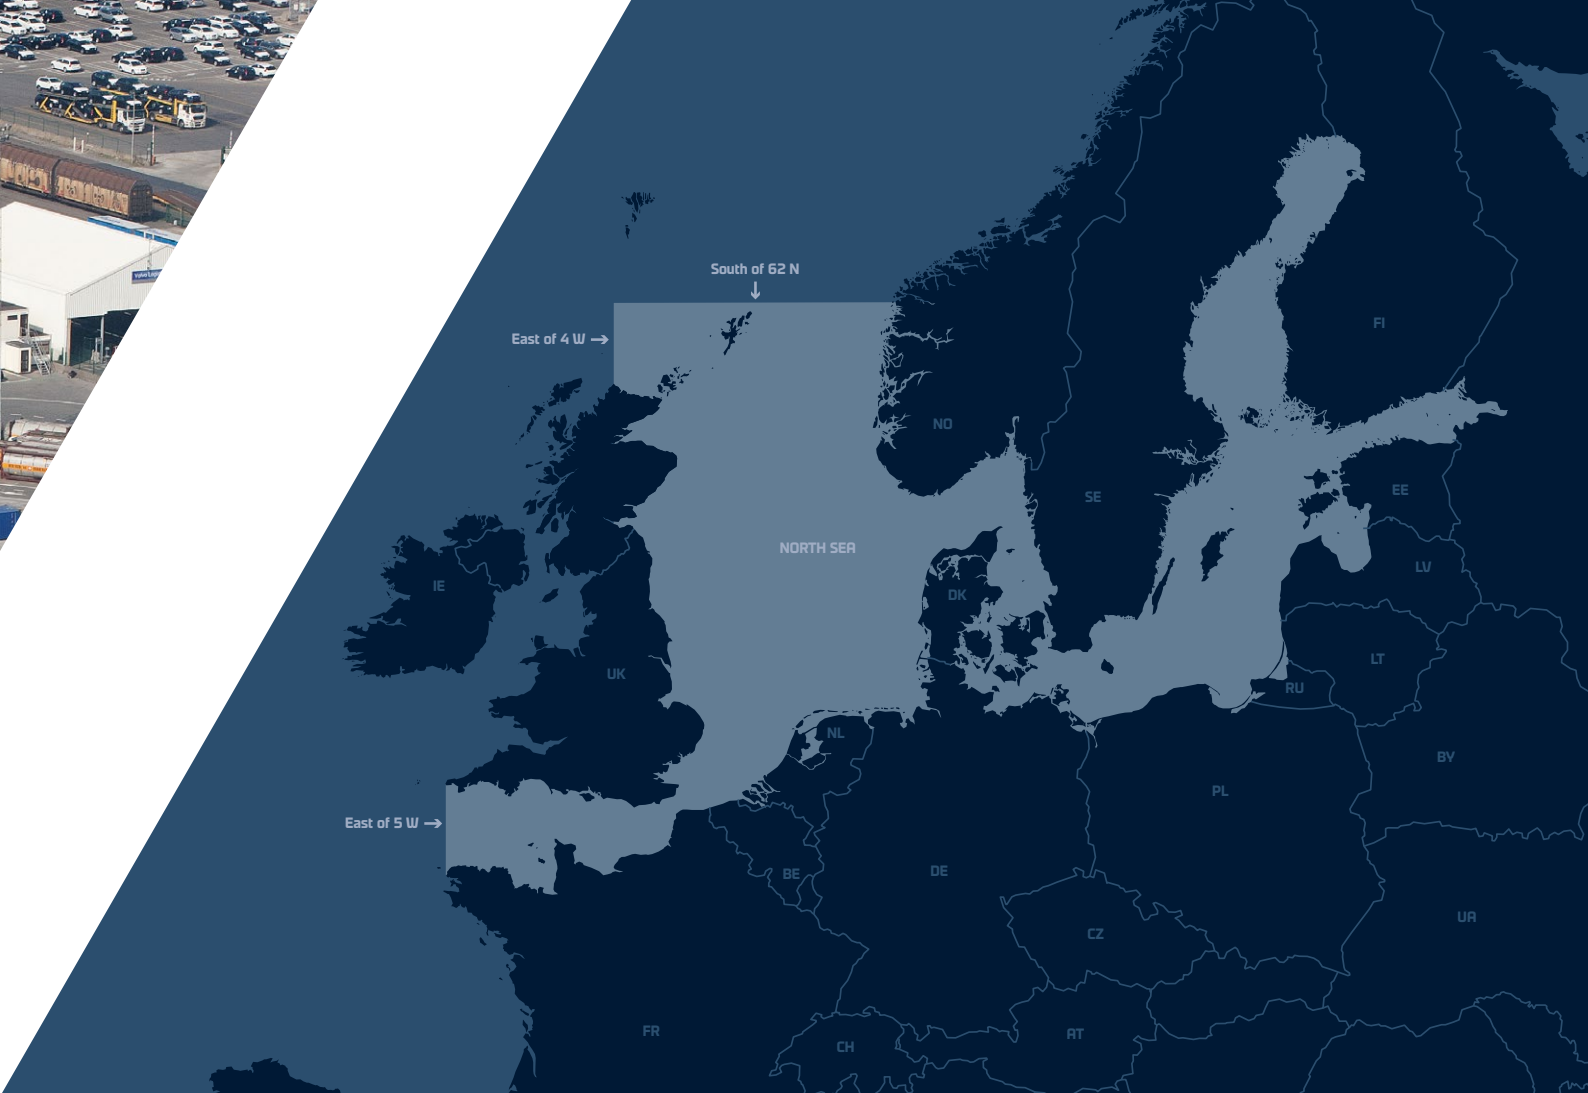 South of 62 N
East of 4 W
FI
NO
EE
SE
NORTH SEA
LV
IE
DK
LT
UK
RU
NL
BY
PL
East of 5 W
DE
BE
UA
CZ
FR
AT
CH